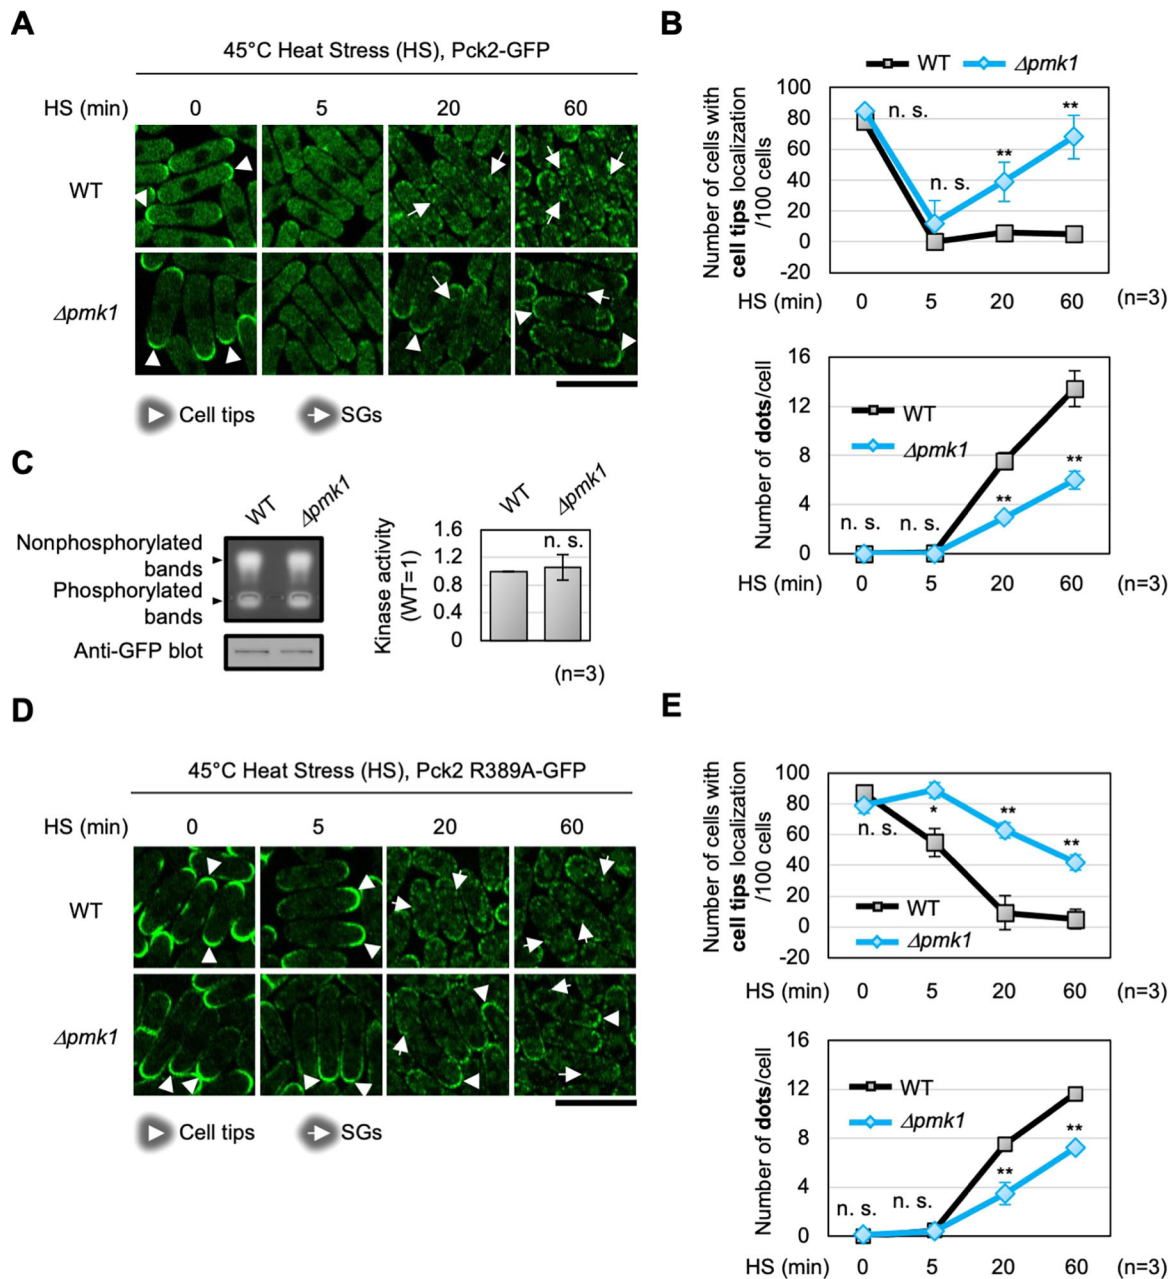 A
45°C Heat Stress (HS), Pck2-GFP
HS (min) 0 5 20 60
WT
Δpmk1
Cell tips SGs
B
WT Δpmk1
Number of cells with
cell tips localization
/100 cells
100
80
60
40
20
0
-20
n. s.
n. s.
**
**
HS (min) 0 5 20 60 (n=3)
Number of dots/cell
16
12
8
4
0
WT
Δpmk1
n. s.
n. s.
**
**
HS (min) 0 5 20 60 (n=3)
C
WT Δpmk1
Nonphosphorylated
bands
Phosphorylated
bands
Anti-GFP blot
WT Δpmk1
Kinase activity
(WT=1)
1.6
1.2
0.8
0.4
0
n. s.
(n=3)
D
45°C Heat Stress (HS), Pck2 R389A-GFP
HS (min) 0 5 20 60
WT
Δpmk1
Cell tips SGs
E
Number of cells with
cell tips localization
/100 cells
100
80
60
40
20
0
-20
n. s.
*
**
**
WT
Δpmk1
HS (min) 0 5 20 60 (n=3)
Number of dots/cell
16
12
8
4
0
WT
Δpmk1
n. s.
n. s.
**
**
HS (min) 0 5 20 60 (n=3)